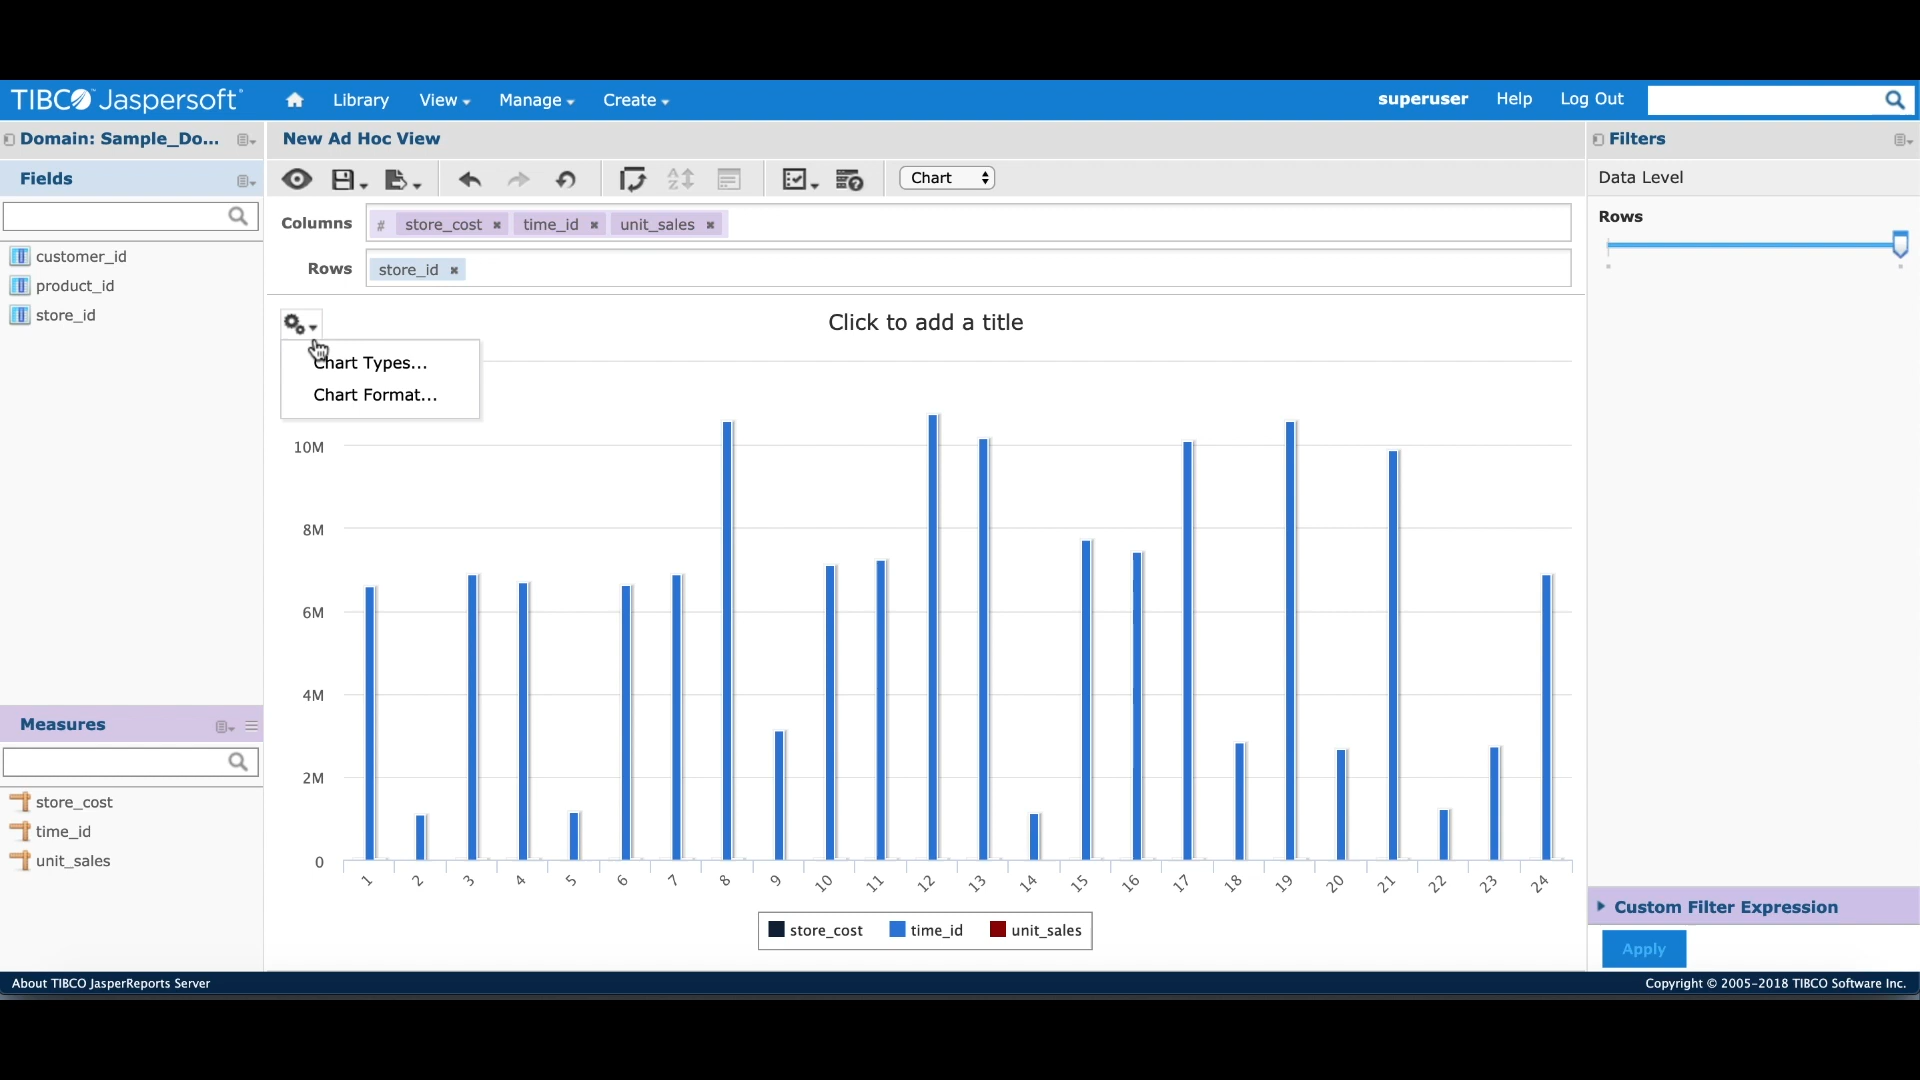 TIBCO Jaspersoft
Library View Manage Create
superuser Help Log Out
Domain: Sample_Do...
New Ad Hoc View
Filters
Fields
Chart
Data Level
Columns # store_cost × time_id × unit_sales ×
Rows
Rows store_id ×
customer_id
product_id
store_id
Click to add a title
Chart Types...
Chart Format...
10M
8M
6M
4M
2M
0
1 2 3 4 5 6 7 8 9 10 11 12 13 14 15 16 17 18 19 20 21 22 23 24
store_cost time_id unit_sales
Measures
store_cost
time_id
unit_sales
Custom Filter Expression
Apply
About TIBCO JasperReports Server
Copyright © 2005-2018 TIBCO Software Inc.